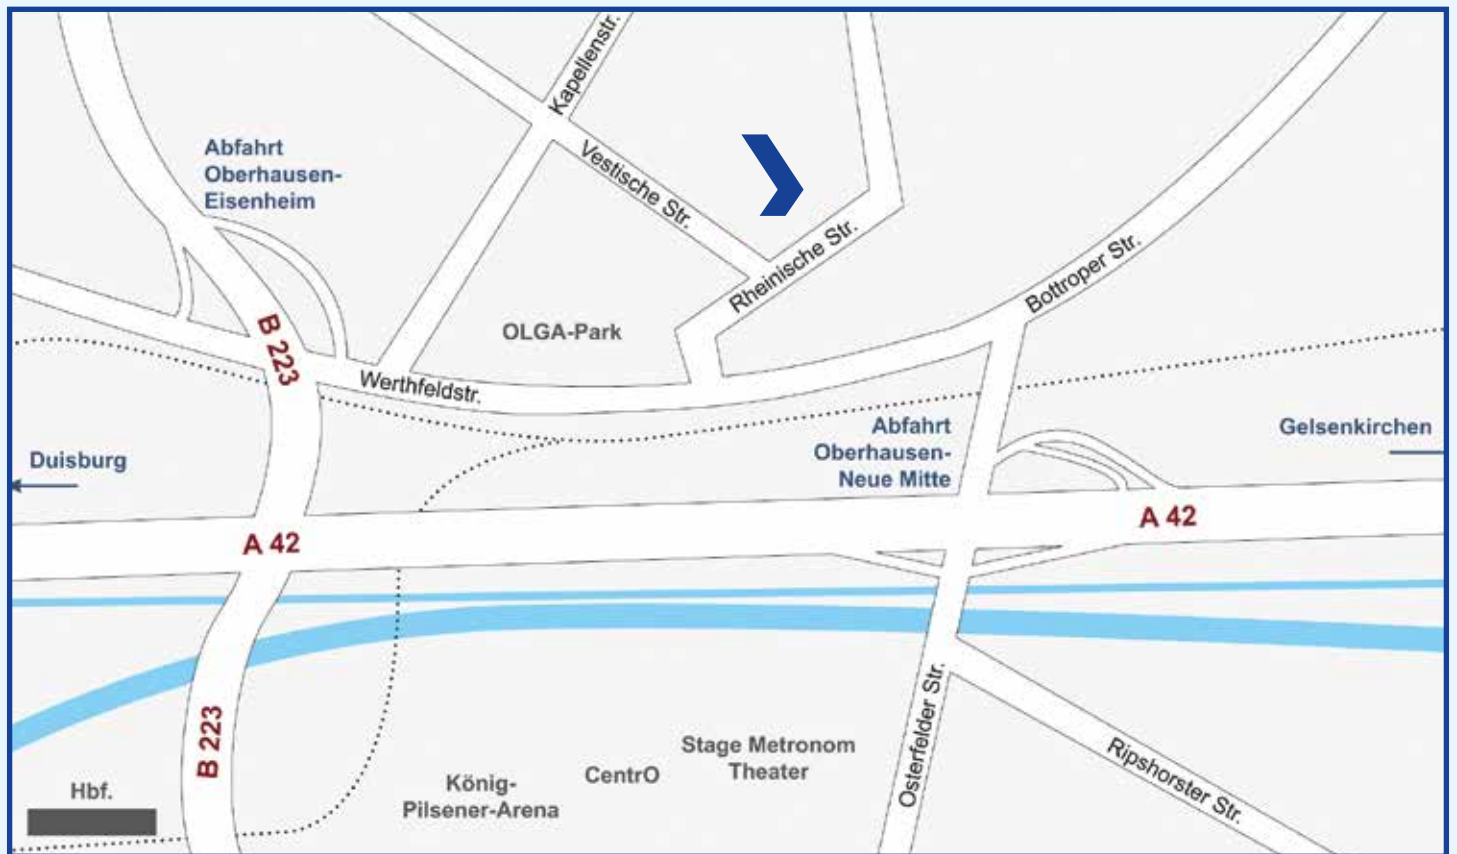 Kapellenstr.
Abfahrt
Oberhausen-
Eisenheim
Vestische Str.
Rheinische Str.
Bottroper Str.
B 223
OLGA-Park
Werthfeldstr.
Abfahrt
Oberhausen-
Neue Mitte
Gelsenkirchen
Duisburg
A 42
A 42
B 223
Osterfelder Str.
Stage Metronom
Theater
CentrO
König-
Pilsener-Arena
Ripshorster Str.
Hbf.